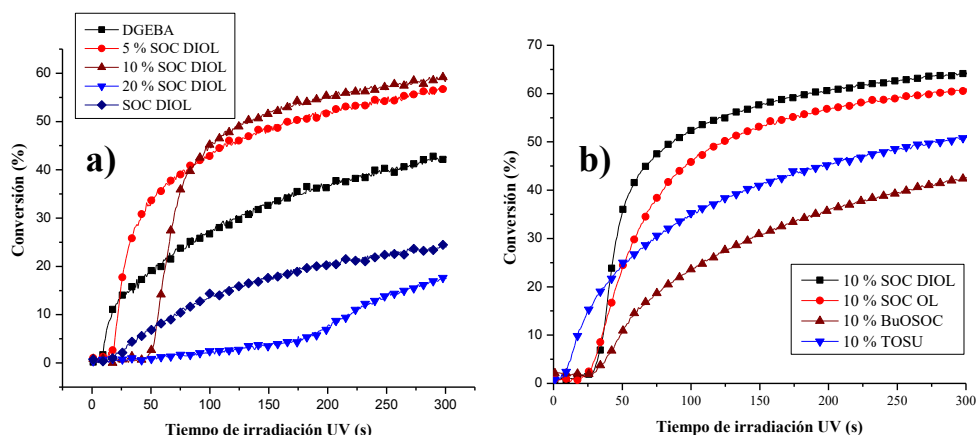 DGEBA
5 % SOC DIOL
10 % SOC DIOL
20 % SOC DIOL
SOC DIOL
a)
Conversión (%)
60
50
40
30
20
10
0
0 50 100 150 200 250 300
Tiempo de irradiación UV (s)
b)
Conversión (%)
70
60
50
40
30
20
10
0
10 % SOC DIOL
10 % SOC OL
10 % BuOSOC
10 % TOSU
0 50 100 150 200 250 300
Tiempo de irradiación UV (s)